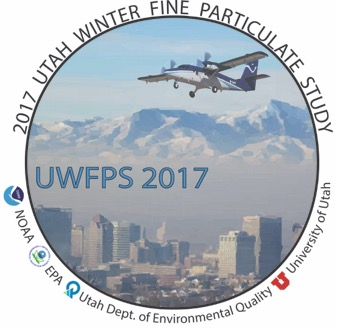 2017 UTAH WINTER FINE PARTICULATE STUDY
UWFPS 2017
NOAA
EPA
Utah Dept. of Environmental Quality
University of Utah